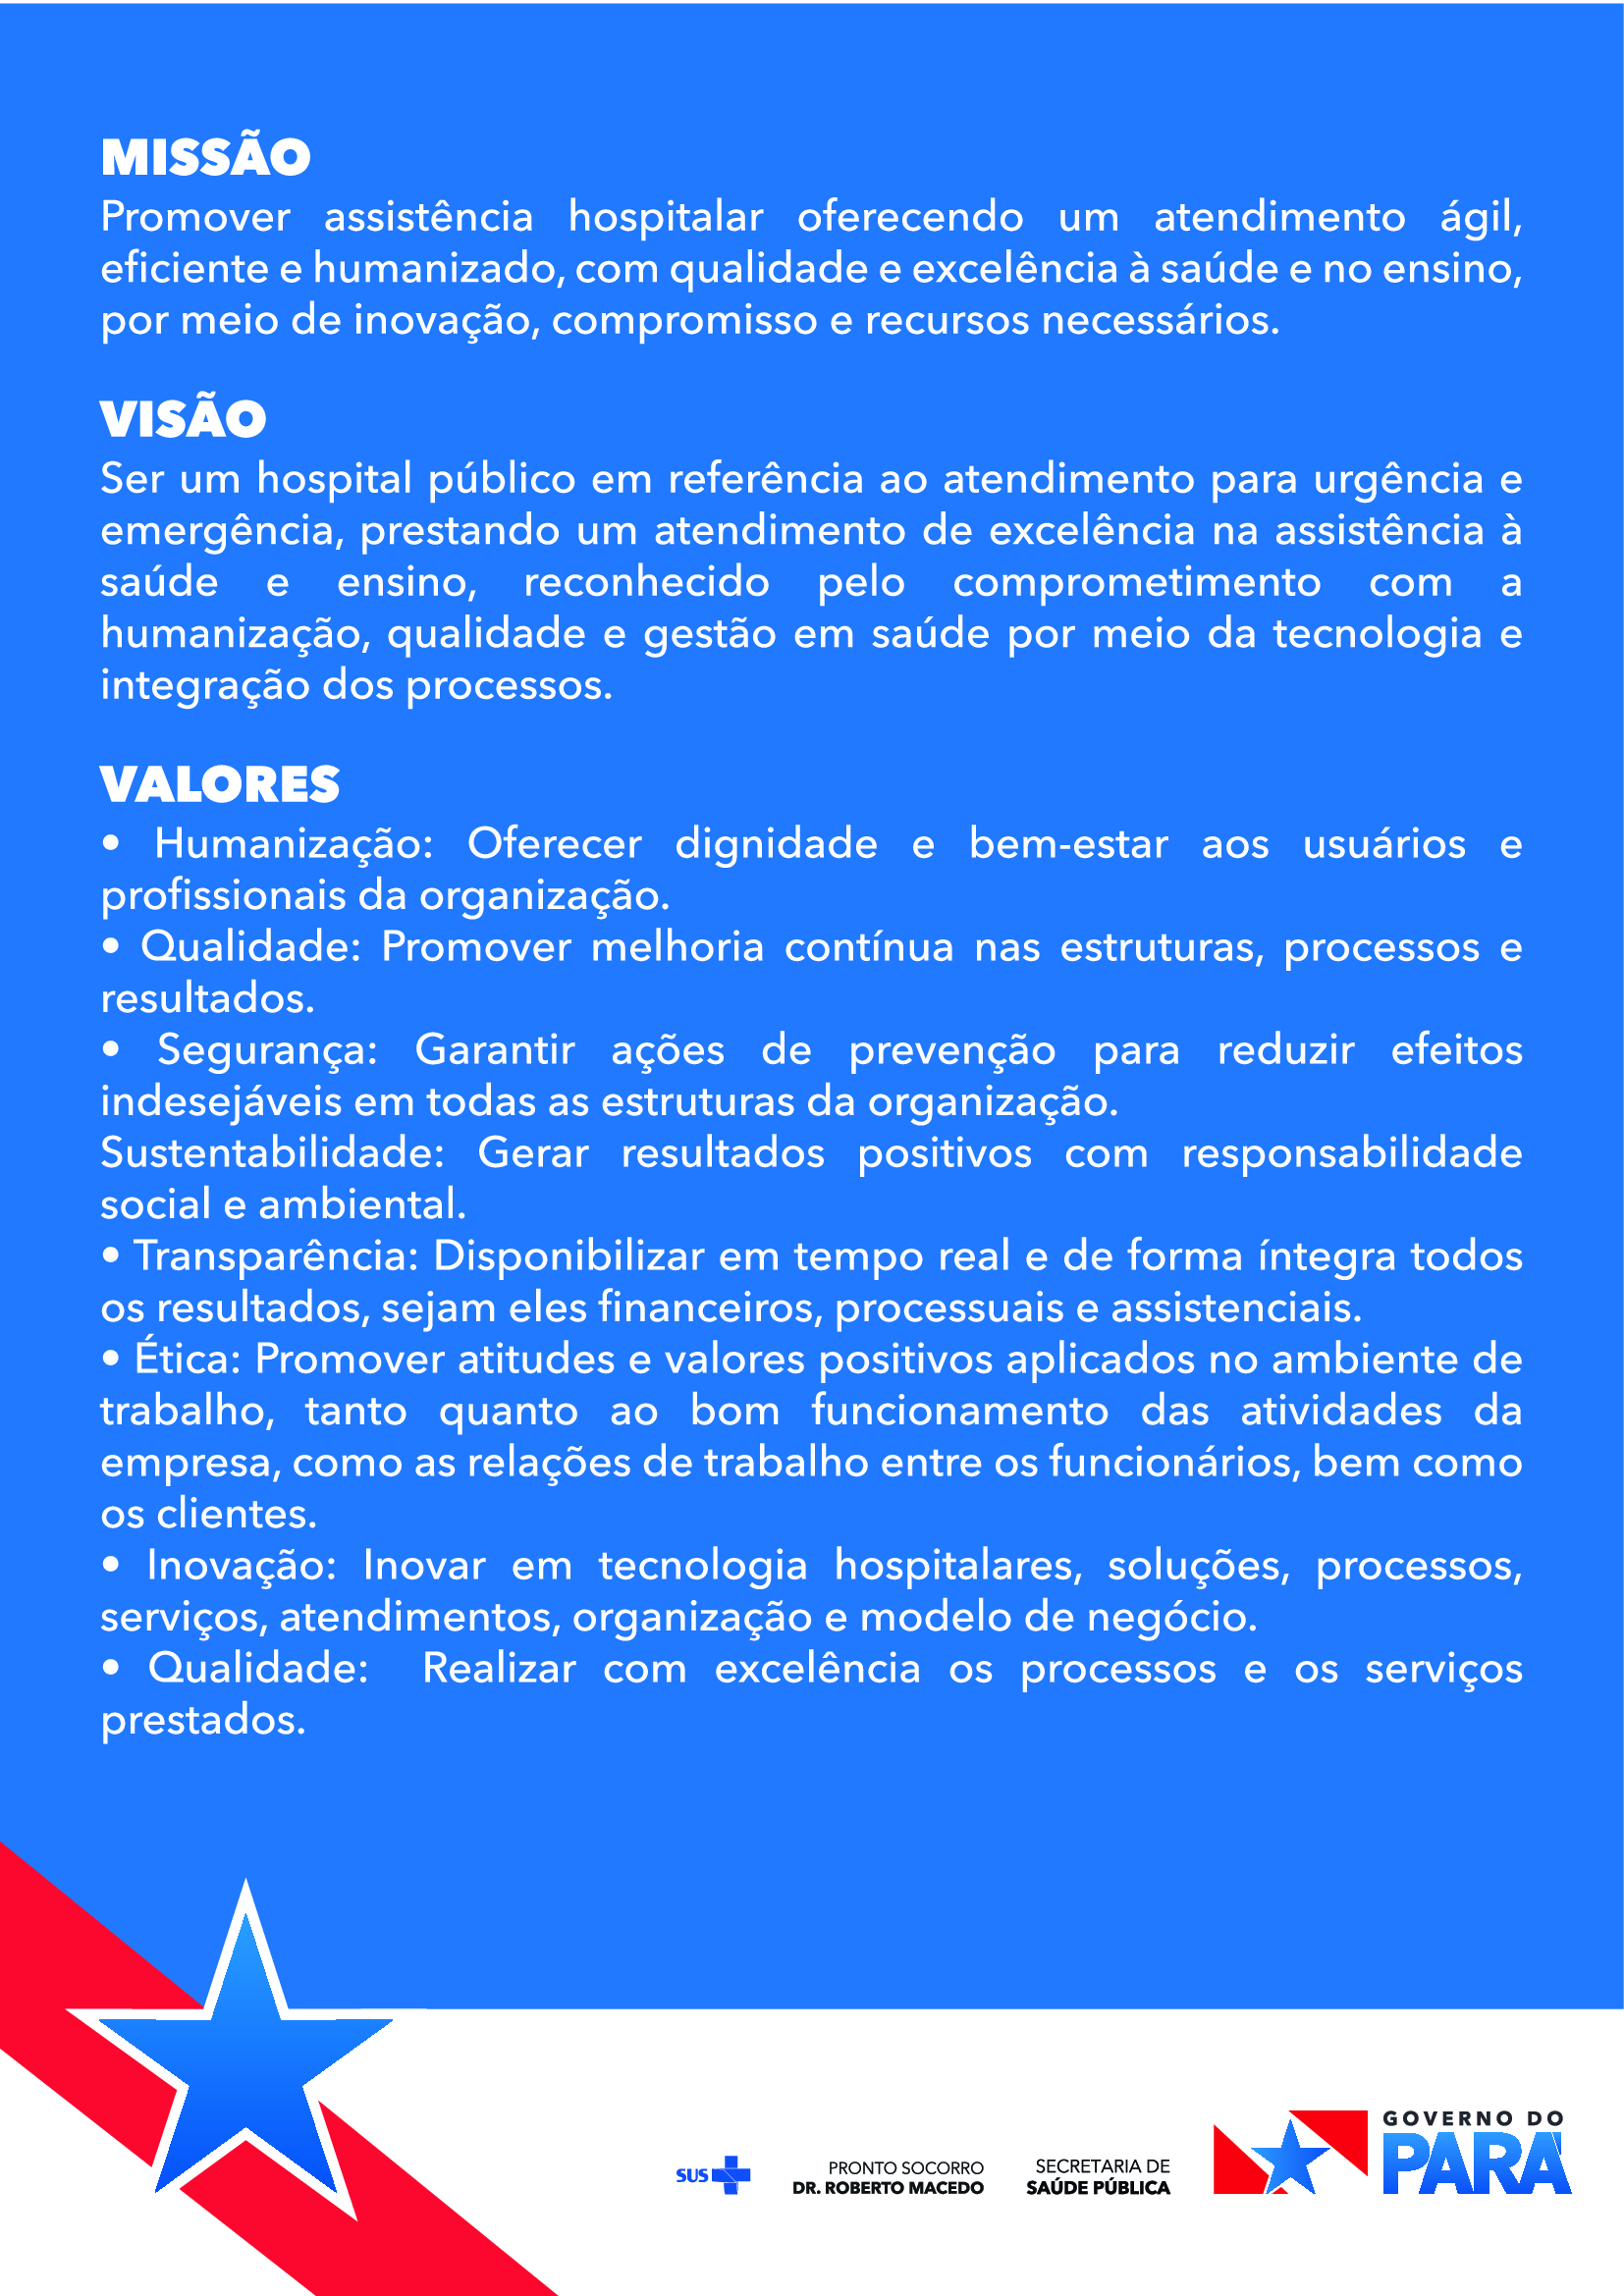 MISSÃO
Promover assistência hospitalar oferecendo um atendimento ágil,
eficiente e humanizado, com qualidade e excelência à saúde e no ensino,
por meio de inovação, compromisso e recursos necessários.
VISÃO
Ser um hospital público em referência ao atendimento para urgência e
emergência, prestando um atendimento de excelência na assistência à
saúde e ensino, reconhecido pelo comprometimento com a
humanização, qualidade e gestão em saúde por meio da tecnologia e
integração dos processos.
VALORES
• Humanização: Oferecer dignidade e bem-estar aos usuários e
profissionais da organização.
• Qualidade: Promover melhoria contínua nas estruturas, processos e
resultados.
• Segurança: Garantir ações de prevenção para reduzir efeitos
indesejáveis em todas as estruturas da organização.
Sustentabilidade: Gerar resultados positivos com responsabilidade
social e ambiental.
• Transparência: Disponibilizar em tempo real e de forma íntegra todos
os resultados, sejam eles financeiros, processuais e assistenciais.
• Ética: Promover atitudes e valores positivos aplicados no ambiente de
trabalho, tanto quanto ao bom funcionamento das atividades da
empresa, como as relações de trabalho entre os funcionários, bem como
os clientes.
• Inovação: Inovar em tecnologia hospitalares, soluções, processos,
serviços, atendimentos, organização e modelo de negócio.
• Qualidade: Realizar com excelência os processos e os serviços
prestados.
SUS
PRONTO SOCORRO
DR. ROBERTO MACEDO
SECRETARIA DE
SAÚDE PÚBLICA
GOVERNO DO
PARÁ